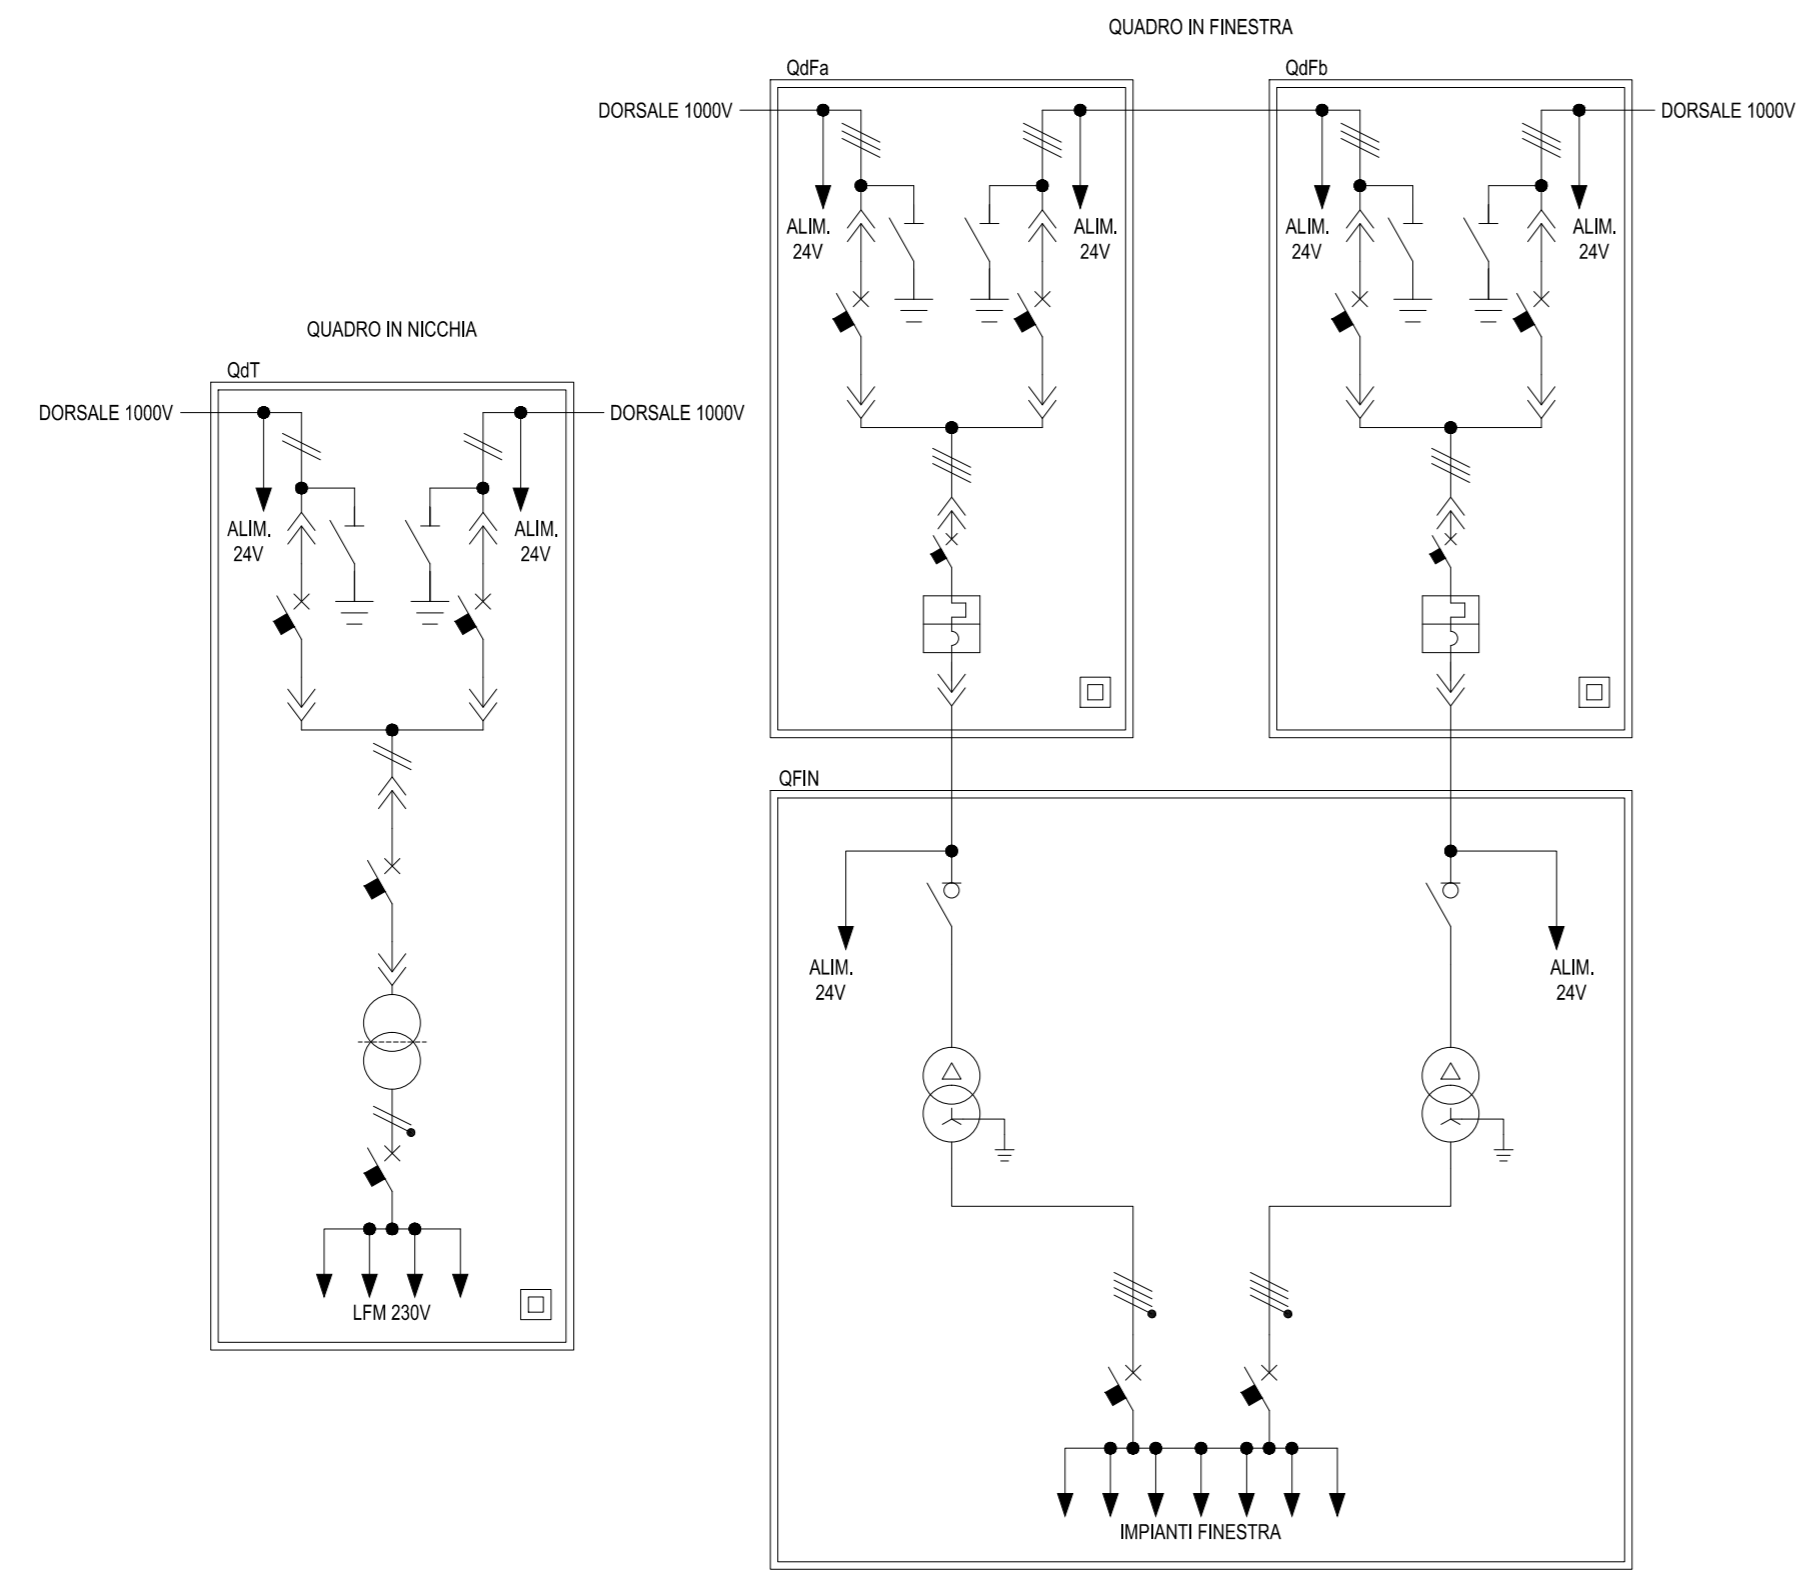 QUADRO IN FINESTRA
QdFa
QdFb
DORSALE 1000V
DORSALE 1000V
ALIM.
24V
ALIM.
24V
ALIM.
24V
ALIM.
24V
QUADRO IN NICCHIA
QdT
DORSALE 1000V
DORSALE 1000V
ALIM.
24V
ALIM.
24V
LFM 230V
QFIN
ALIM.
24V
ALIM.
24V
IMPIANTI FINESTRA